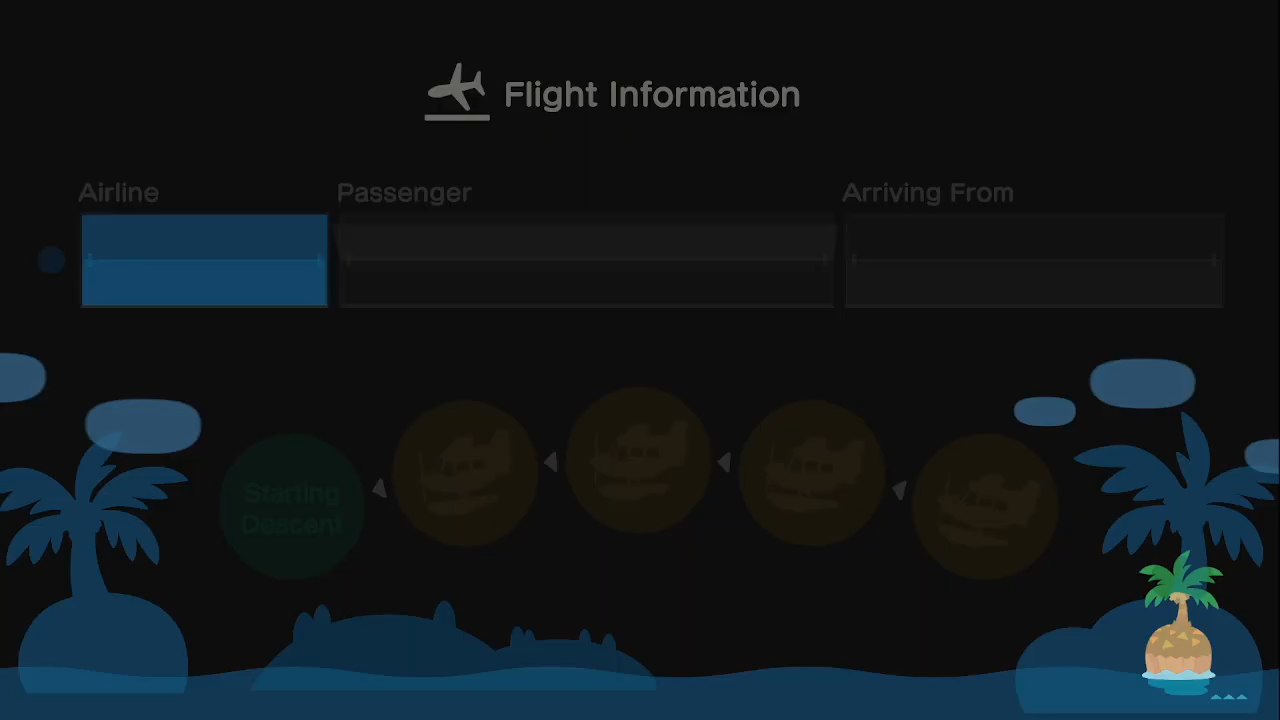 Flight Information
Airline
Passenger
Arriving From
Starting
Descent